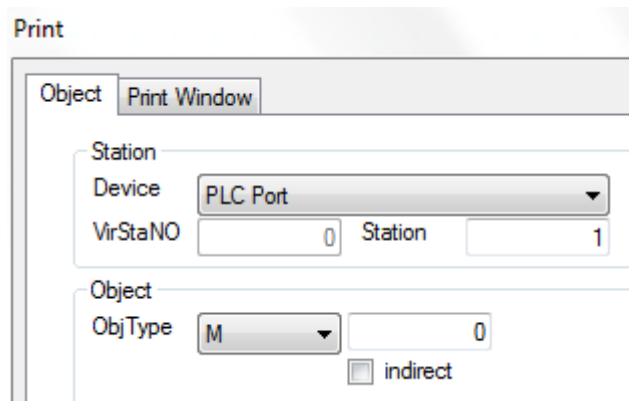 Print
Object Print Window
Station
Device PLC Port
VirStaNO 0 Station 1
Object
ObjType M 0
indirect